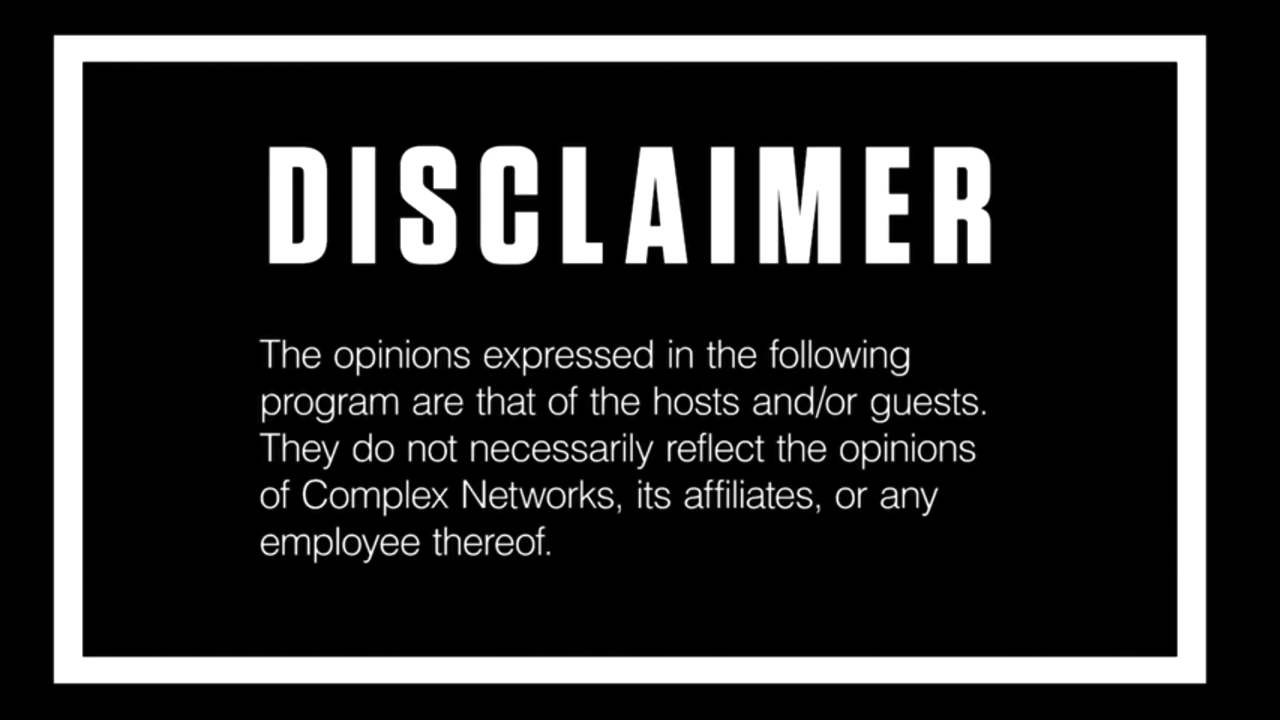 DISCLAIMER
The opinions expressed in the following
program are that of the hosts and/or guests.
They do not necessarily reflect the opinions
of Complex Networks, its affiliates, or any
employee thereof.